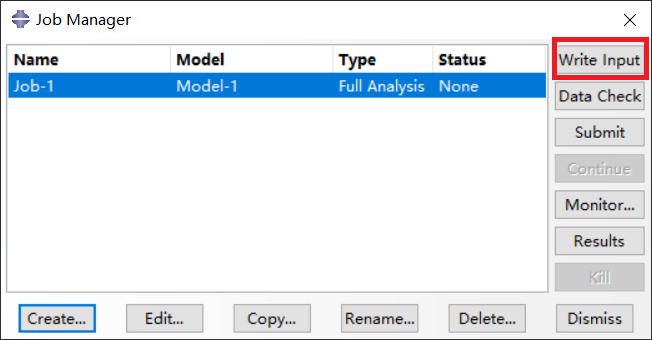 Job Manager
Name Model Type Status Write Input
Job-1 Model-1 Full Analysis None Data Check
Submit
Continue
Monitor...
Results
Kill
Create... Edit... Copy... Rename... Delete... Dismiss